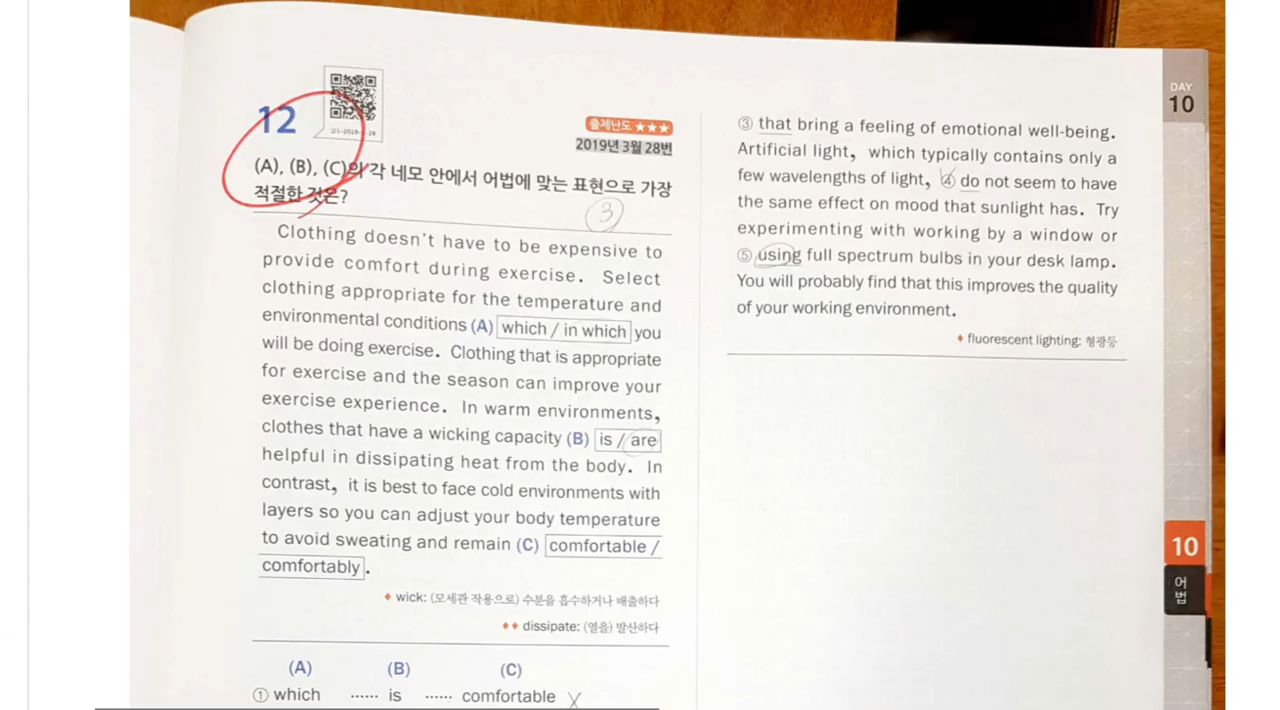 12
출제난도 ★★★
2019년 3월 28번
(A), (B), (C)의 각 네모 안에서 어법에 맞는 표현으로 가장
적절한 것은?
3
Clothing doesn't have to be expensive to
provide comfort during exercise. Select
clothing appropriate for the temperature and
environmental conditions (A) which / in which you
will be doing exercise. Clothing that is appropriate
for exercise and the season can improve your
exercise experience. In warm environments,
clothes that have a wicking capacity (B) is / are
helpful in dissipating heat from the body. In
contrast, it is best to face cold environments with
layers so you can adjust your body temperature
to avoid sweating and remain (C) comfortable /
comfortably.
♦ wick: (모세관 작용으로) 수분을 흡수하거나 배출하다
♦♦ dissipate: (열을) 발산하다
(A) (B) (C)
① which ······ is ······ comfortable
③ that bring a feeling of emotional well-being.
Artificial light, which typically contains only a
few wavelengths of light, ④ do not seem to have
the same effect on mood that sunlight has. Try
experimenting with working by a window or
⑤ using full spectrum bulbs in your desk lamp.
You will probably find that this improves the quality
of your working environment.
♦ fluorescent lighting: 형광등
DAY
10
10
어
법